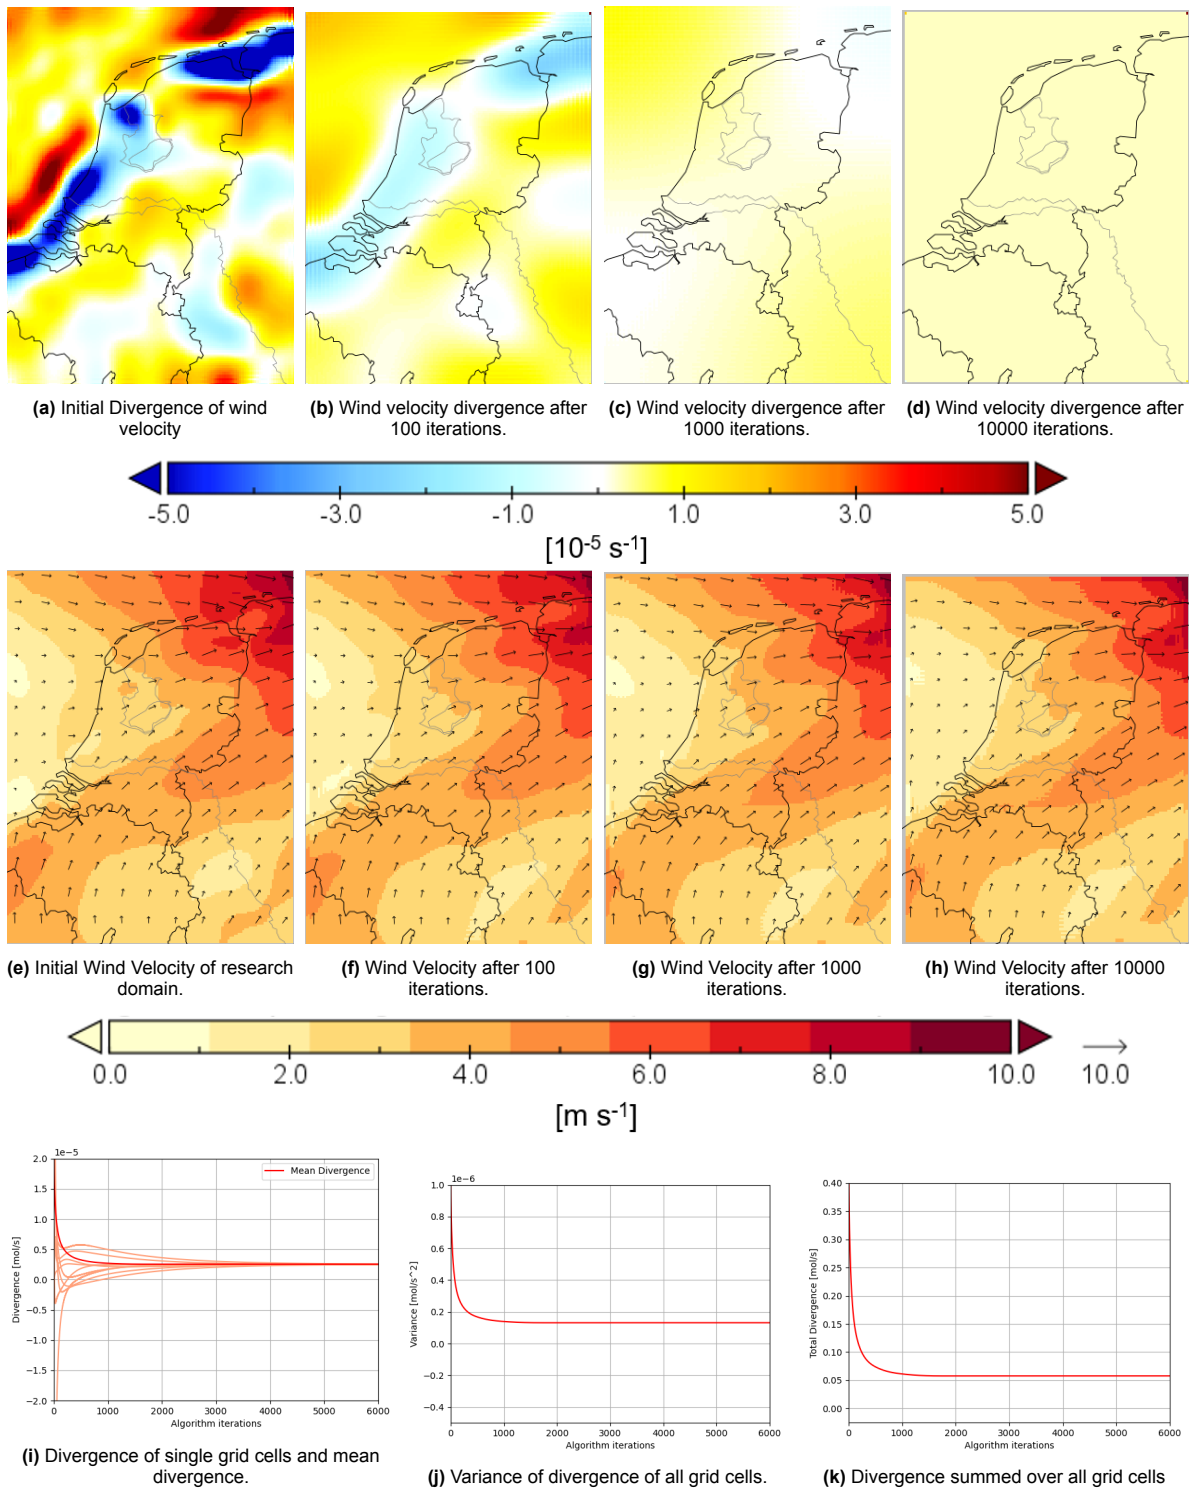 (a) Initial Divergence of wind
velocity
(b) Wind velocity divergence after
100 iterations.
(c) Wind velocity divergence after
1000 iterations.
(d) Wind velocity divergence after
10000 iterations.
-5.0 -3.0 -1.0 1.0 3.0 5.0
[10-5 s-1]
(e) Initial Wind Velocity of research
domain.
(f) Wind Velocity after 100
iterations.
(g) Wind Velocity after 1000
iterations.
(h) Wind Velocity after 10000
iterations.
0.0 2.0 4.0 6.0 8.0 10.0 10.0
[m s-1]
1e−5
2.0
1.5
1.0
0.5
0.0
−0.5
−1.0
−1.5
−2.0
Divergence [mol/s]
Mean Divergence
0 1000 2000 3000 4000 5000 6000
Algorithm iterations
(i) Divergence of single grid cells and mean
divergence.
1e−6
1.0
0.8
0.6
0.4
0.2
0.0
−0.2
−0.4
Variance [mol/s^2]
0 1000 2000 3000 4000 5000 6000
Algorithm iterations
(j) Variance of divergence of all grid cells.
0.40
0.35
0.30
0.25
0.20
0.15
0.10
0.05
0.00
Total Divergence [mol/s]
0 1000 2000 3000 4000 5000 6000
Algorithm iterations
(k) Divergence summed over all grid cells